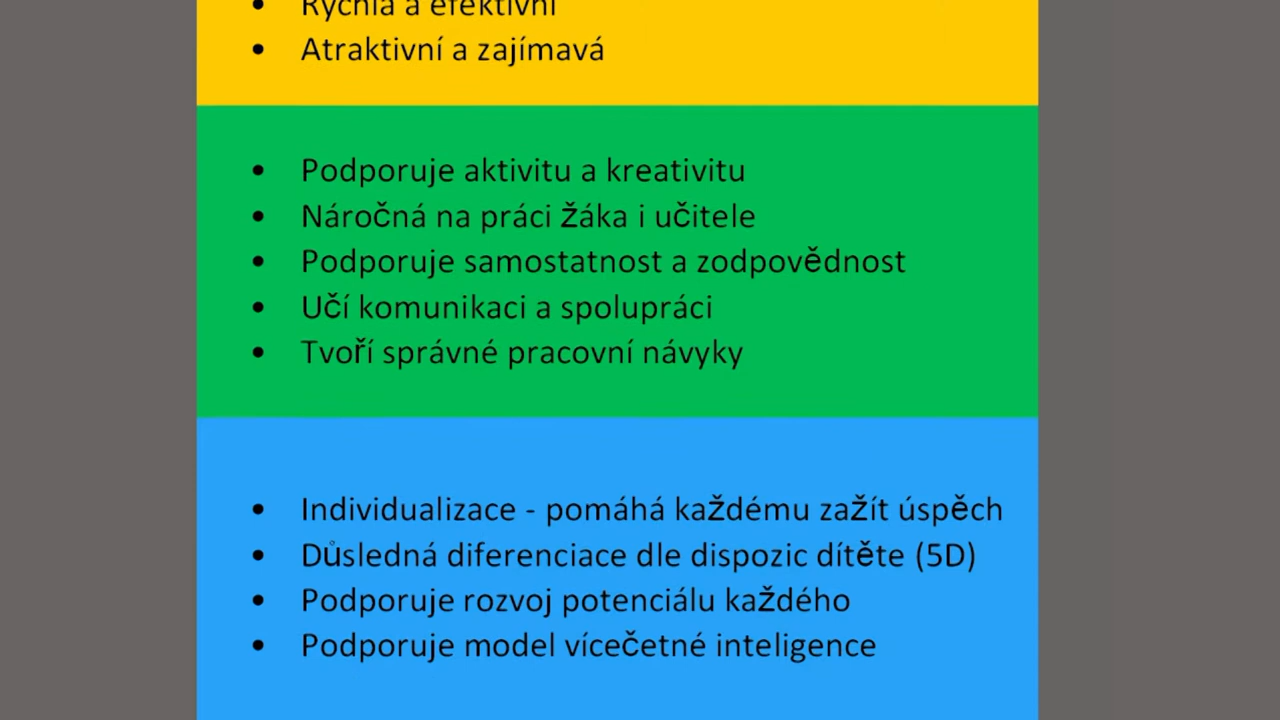 Rychlá a efektivní
• Atraktivní a zajímavá
• Podporuje aktivitu a kreativitu
• Náročná na práci žáka i učitele
• Podporuje samostatnost a zodpovědnost
• Učí komunikaci a spolupráci
• Tvoří správné pracovní návyky
• Individualizace - pomáhá každému zažít úspěch
• Důsledná diferenciace dle dispozic dítěte (5D)
• Podporuje rozvoj potenciálu každého
• Podporuje model vícečetné inteligence